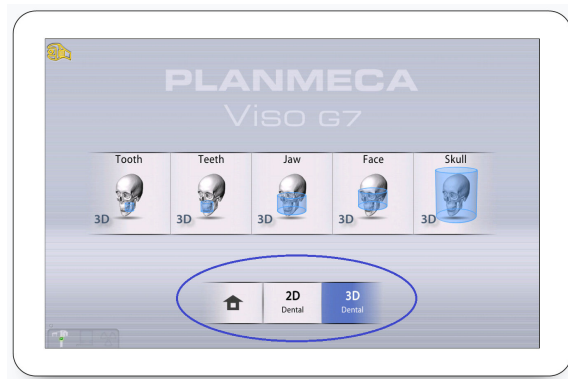 PLANMECA
Viso G7
Tooth Teeth Jaw Face Skull
3D 3D 3D 3D 3D
2D 3D
Dental Dental